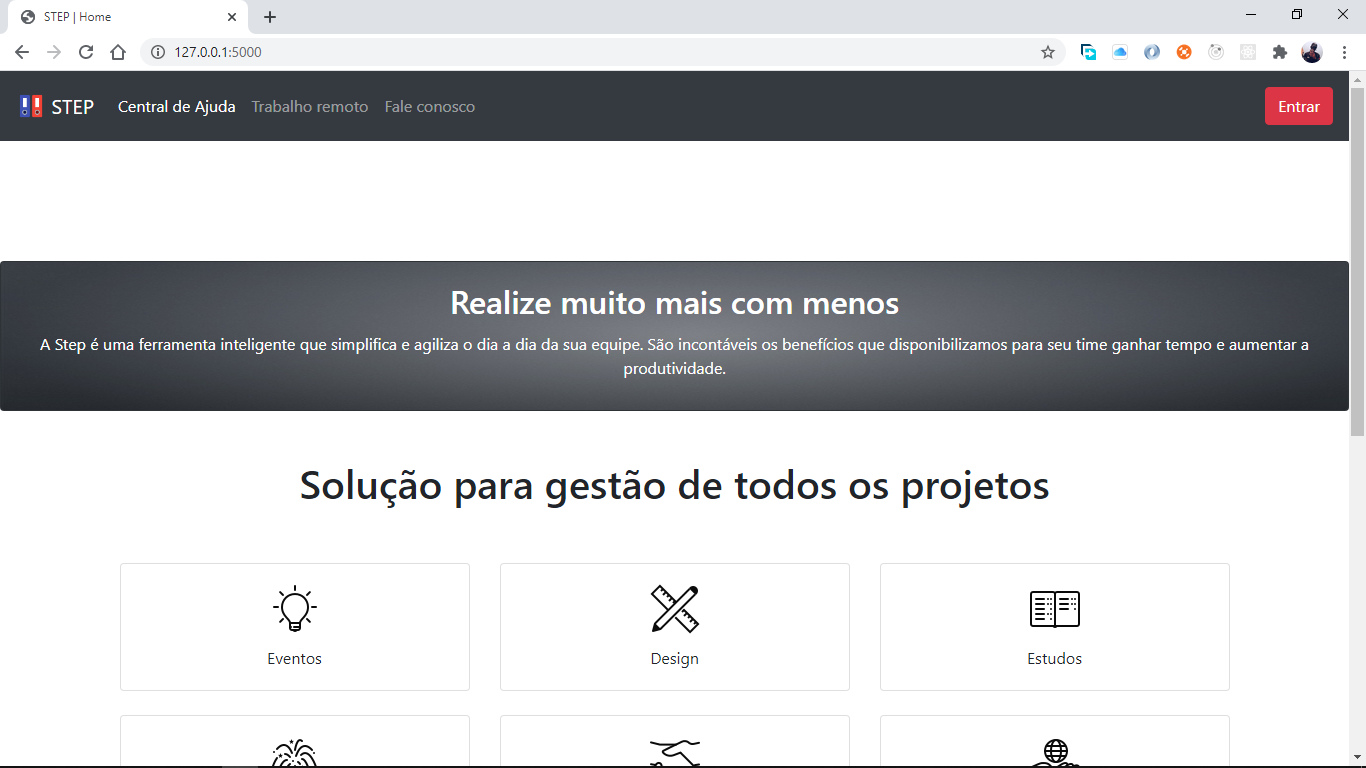 STEP | Home
127.0.0.1:5000
STEP Central de Ajuda Trabalho remoto Fale conosco Entrar
Realize muito mais com menos
A Step é uma ferramenta inteligente que simplifica e agiliza o dia a dia da sua equipe. São incontáveis os benefícios que disponibilizamos para seu time ganhar tempo e aumentar a
produtividade.
Solução para gestão de todos os projetos
Eventos Design Estudos